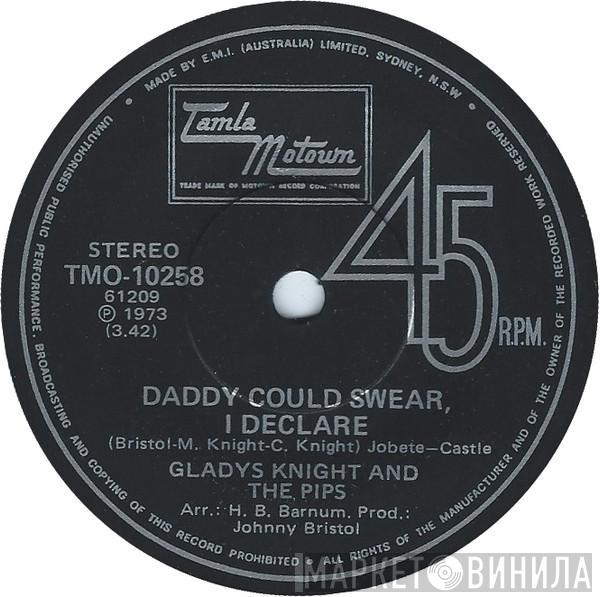 • MADE BY E.M.I. (AUSTRALIA) LIMITED, SYDNEY, N.S.W •
UNAUTHORISED PUBLIC PERFORMANCE, BROADCASTING AND COPYING OF THIS RECORD PROHIBITED • ALL RIGHTS OF THE MANUFACTURER AND OF THE OWNER OF THE RECORDED WORK RESERVED
Tamla
Motown
TRADE MARK OF MOTOWN RECORD CORPORATION
45
R.P.M.
STEREO
TMO-10258
61209
Ⓟ 1973
(3.42)
DADDY COULD SWEAR,
I DECLARE
(Bristol-M. Knight-C. Knight) Jobete—Castle
GLADYS KNIGHT AND
THE PIPS
Arr.: H. B. Barnum. Prod.:
Johnny Bristol
МАРКЕТ ВИНИЛА